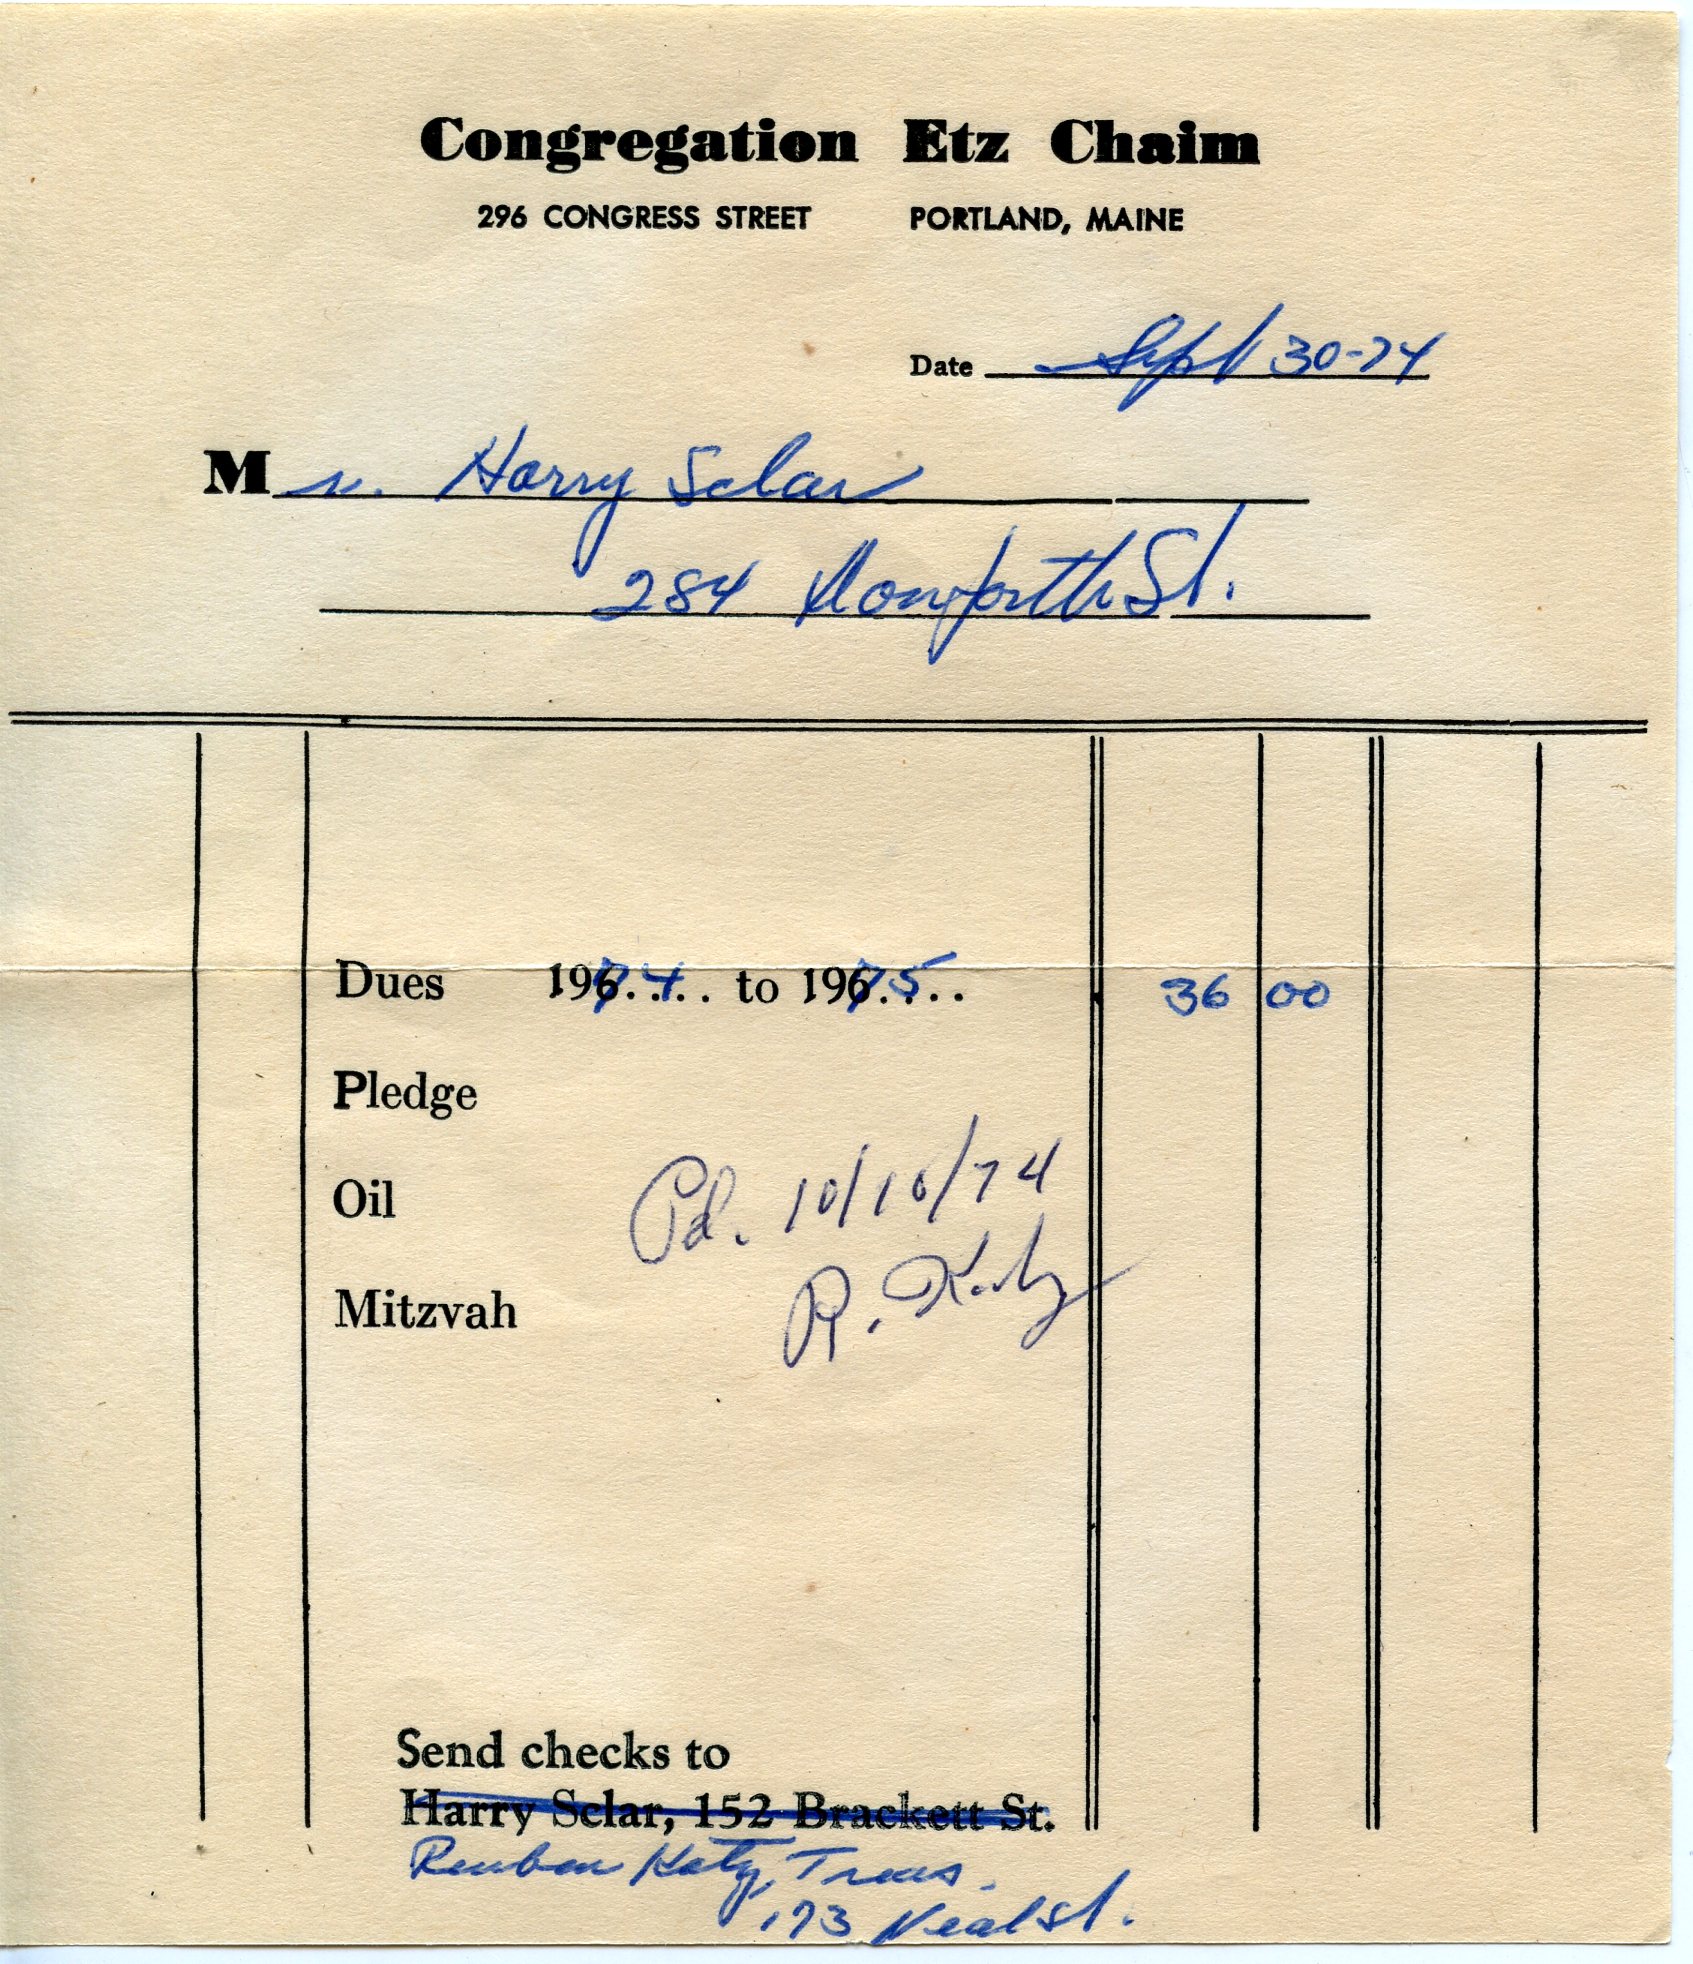 Congregation Etz Chaim
296 CONGRESS STREET PORTLAND, MAINE
Date Sept 30-74
Mr. Harry Sclar
284 Danforth St.
Dues 1974.... to 1975.... 36 00
Pledge
Oil
Pd. 10/10/74
R. Katz
Mitzvah
Send checks to
Harry Sclar, 152 Brackett St.
Reuben Katz, Treas.
173 Neal St.